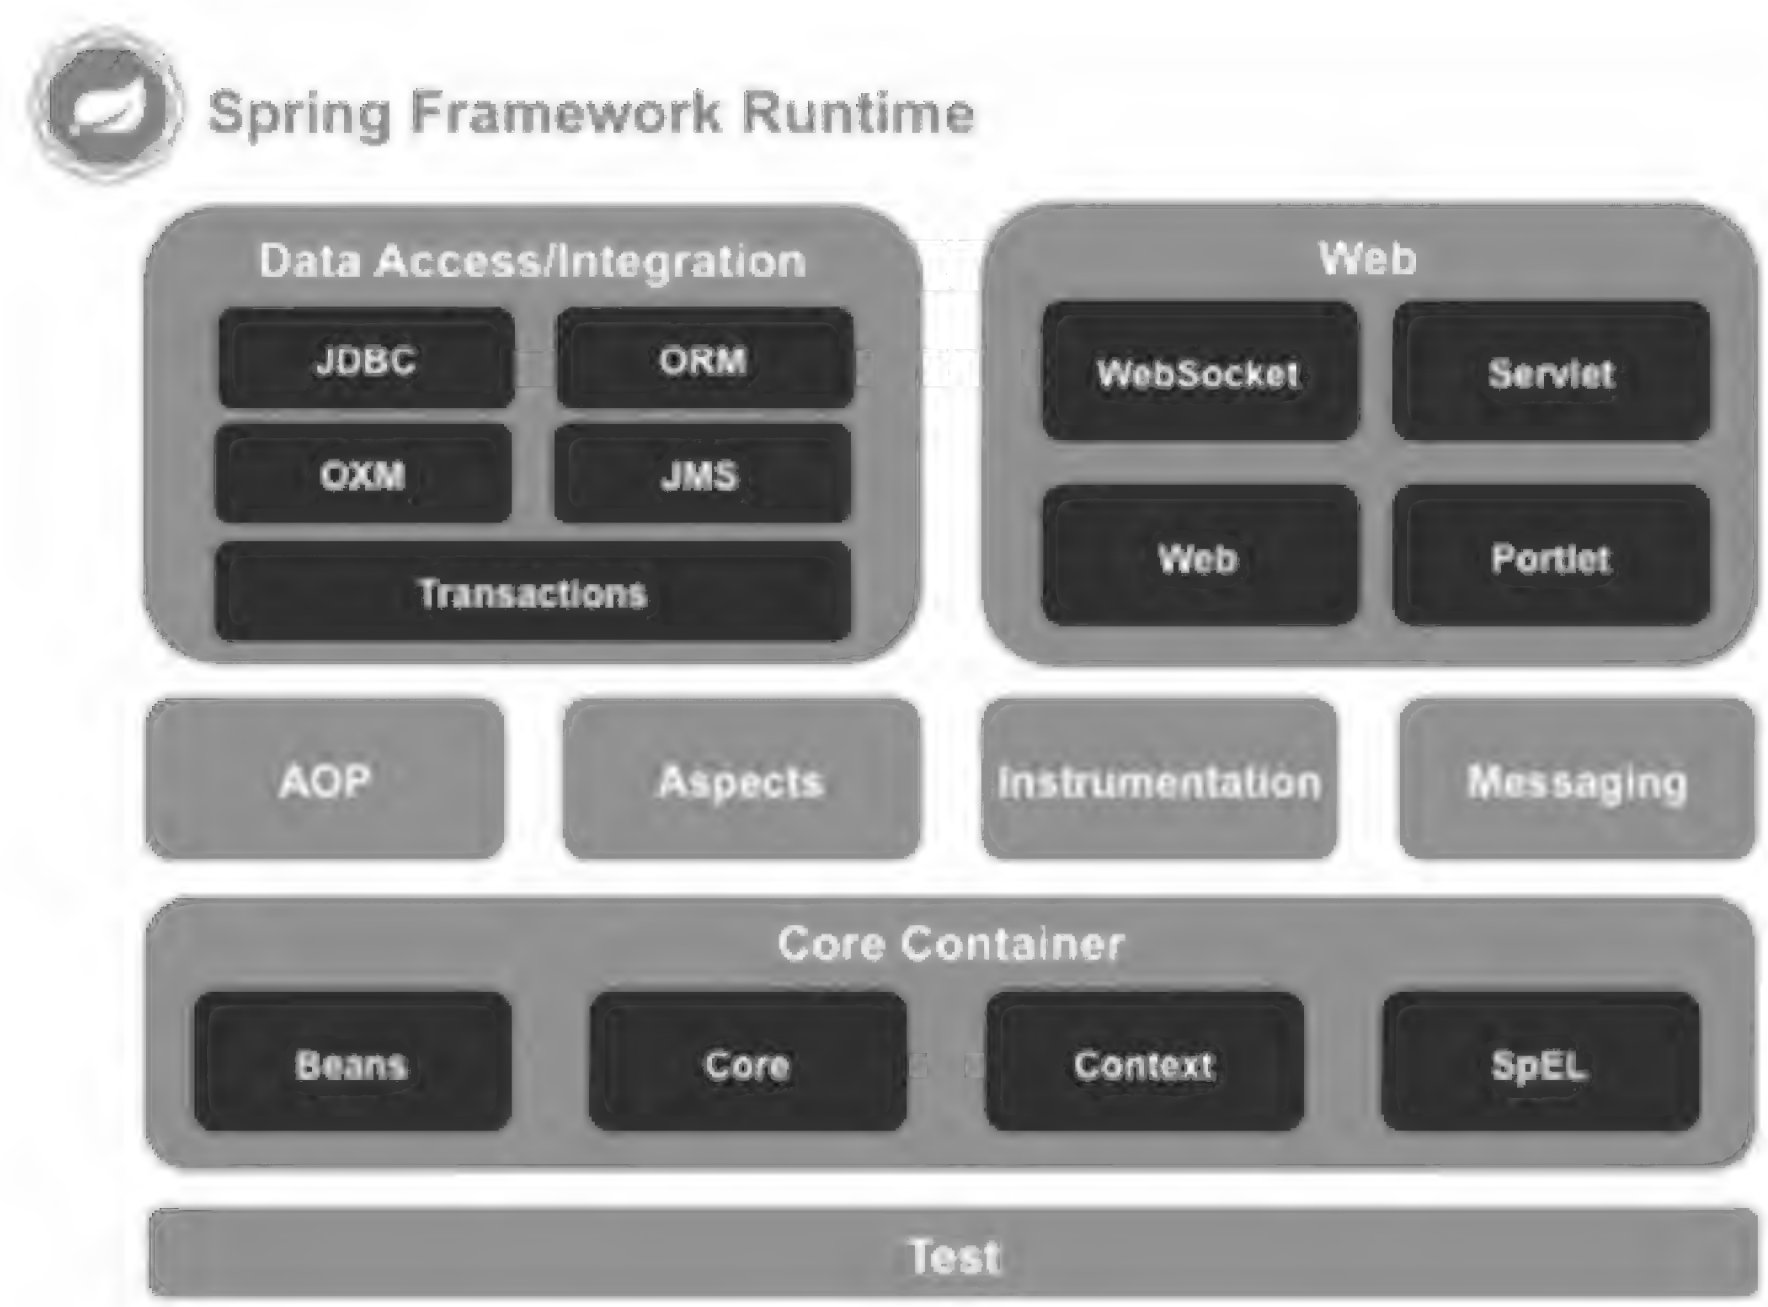 Spring Framework Runtime
Data Access/Integration
JDBC
ORM
OXM
JMS
Transactions
Web
WebSocket
Servlet
Web
Portlet
AOP
Aspects
Instrumentation
Messaging
Core Container
Beans
Core
Context
SpEL
Test